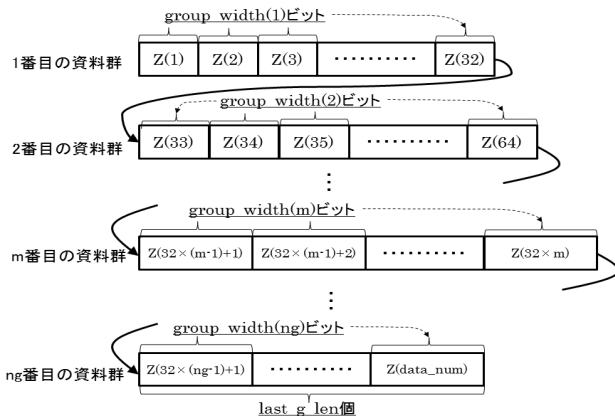 group_width(1)ビット
1番目の資料群 Z(1) Z(2) Z(3) ·········· Z(32)
group_width(2)ビット
2番目の資料群 Z(33) Z(34) Z(35) ·········· Z(64)
⋮
group_width(m)ビット
m番目の資料群 Z(32×(m-1)+1) Z(32×(m-1)+2) ·········· Z(32×m)
⋮
group_width(ng)ビット
ng番目の資料群 Z(32×(ng-1)+1) ·········· Z(data_num)
last_g_len個